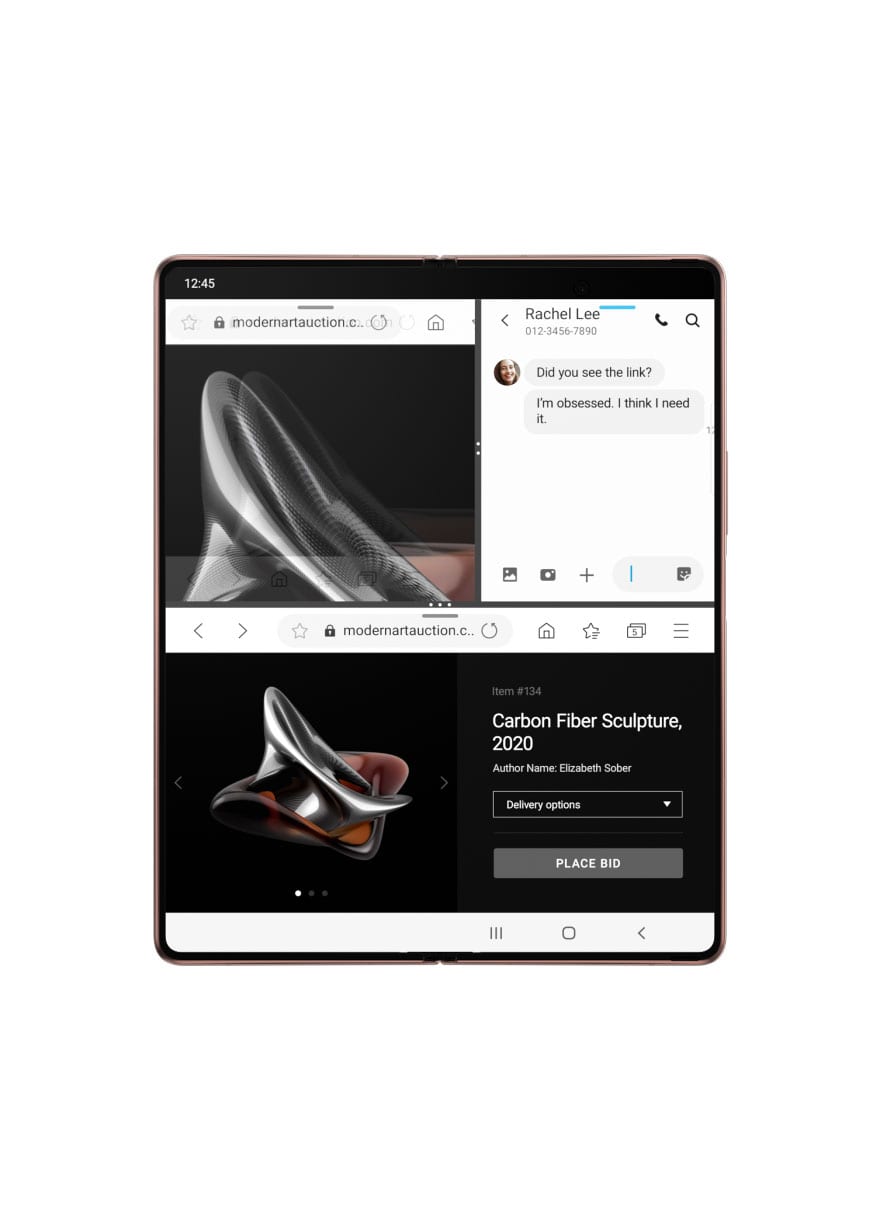 12:45
modernartauction.c..
Rachel Lee
012-3456-7890
Did you see the link?
I'm obsessed. I think I need
it.
modernartauction.c..
5
Item #134
Carbon Fiber Sculpture,
2020
Author Name: Elizabeth Sober
Delivery options
PLACE BID